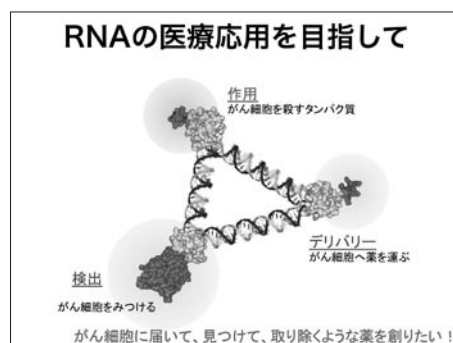 RNAの医療応用を目指して
作用
がん細胞を殺すタンパク質
デリバリー
がん細胞へ薬を運ぶ
検出
がん細胞をみつける
がん細胞に届いて、見つけて、取り除くような薬を創りたい！